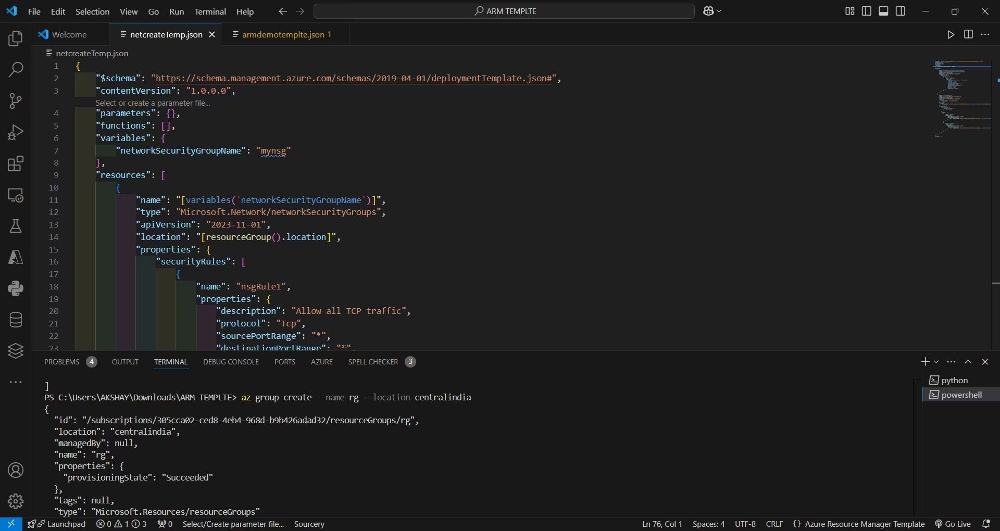 File Edit Selection View Go Run Terminal Help
ARM TEMPLTE
Welcome
netcreateTemp.json
armdemotemplte.json 1
netcreateTemp.json
1 {
2 "$schema": "https://schema.management.azure.com/schemas/2019-04-01/deploymentTemplate.json#",
3 "contentVersion": "1.0.0.0",
Select or create a parameter file...
4 "parameters": {},
5 "functions": [],
6 "variables": {
7 "networkSecurityGroupName": "mynsg"
8 },
9 "resources": [
10 {
11 "name": "[variables('networkSecurityGroupName')]",
12 "type": "Microsoft.Network/networkSecurityGroups",
13 "apiVersion": "2023-11-01",
14 "location": "[resourceGroup().location]",
15 "properties": {
16 "securityRules": [
17 {
18 "name": "nsgRule1",
19 "properties": {
20 "description": "Allow all TCP traffic",
21 "protocol": "Tcp",
22 "sourcePortRange": "*",
23 "destinationPortRange": "*",
PROBLEMS 4 OUTPUT TERMINAL DEBUG CONSOLE PORTS AZURE SPELL CHECKER 3
]
PS C:\Users\AKSHAY\Downloads\ARM TEMPLTE> az group create --name rg --location centralindia
{
"id": "/subscriptions/305cca02-ced8-4eb4-968d-b9b426adad32/resourceGroups/rg",
"location": "centralindia",
"managedBy": null,
"name": "rg",
"properties": {
"provisioningState": "Succeeded"
},
"tags": null,
"type": "Microsoft.Resources/resourceGroups"
python
powershell
Launchpad 0 1 3 0 Select/Create parameter file... Sourcery
Ln 76, Col 1 Spaces: 4 UTF-8 CRLF {} Azure Resource Manager Template Go Live